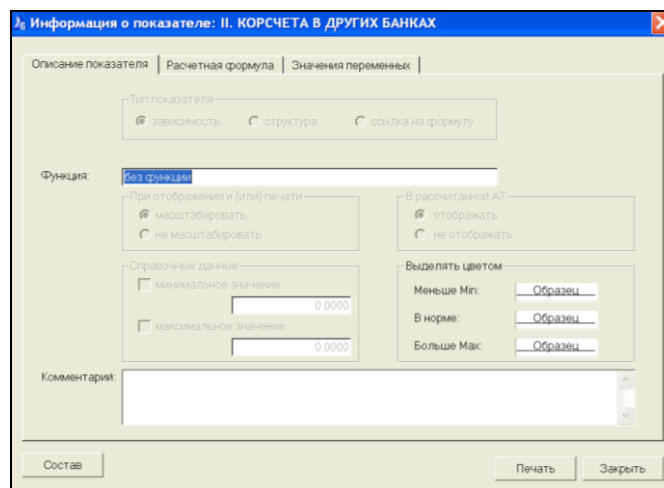 Информация о показателе: II. КОРСЧЕТА В ДРУГИХ БАНКАХ
Описание показателя Расчетная формула Значения переменных
Тип показателя
зависимость структура ссылка на формулу
Функция: без функции
При отображении и (или) печати В рассчитанной АТ
масштабировать отображать
не масштабировать не отображать
Справочные данные Выделять цветом
минимальное значение Меньше Min: Образец
0.0000
В норме: Образец
максимальное значение
0.0000 Больше Max: Образец
Комментарий:
Состав Печать Закрыть